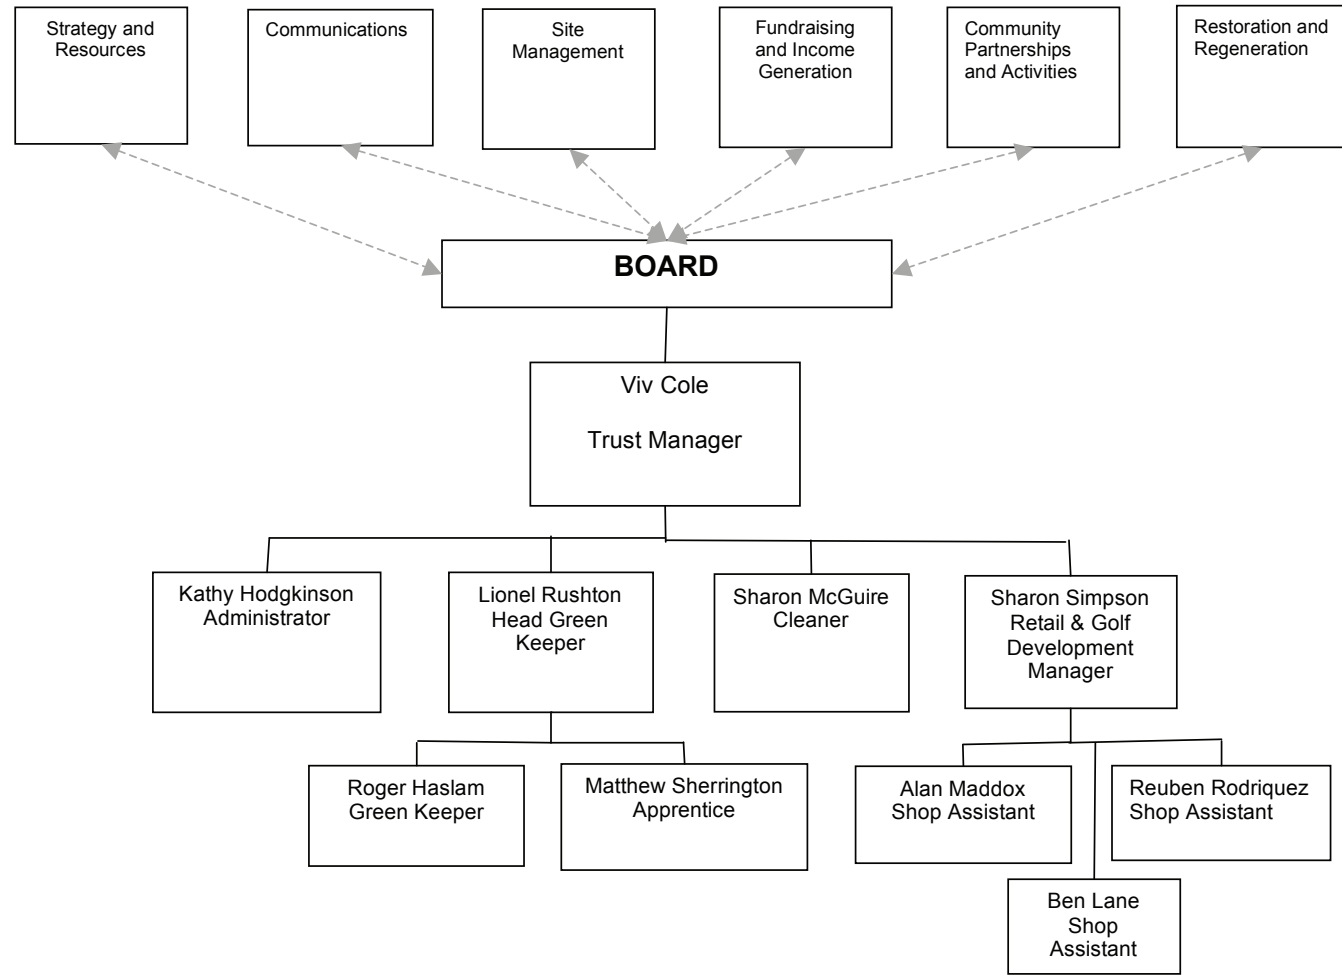 Strategy and
Resources
Communications
Site
Management
Fundraising
and Income
Generation
Community
Partnerships
and Activities
Restoration and
Regeneration
BOARD
Viv Cole
Trust Manager
Kathy Hodgkinson
Administrator
Lionel Rushton
Head Green
Keeper
Sharon McGuire
Cleaner
Sharon Simpson
Retail & Golf
Development
Manager
Roger Haslam
Green Keeper
Matthew Sherrington
Apprentice
Alan Maddox
Shop Assistant
Reuben Rodriquez
Shop Assistant
Ben Lane
Shop
Assistant